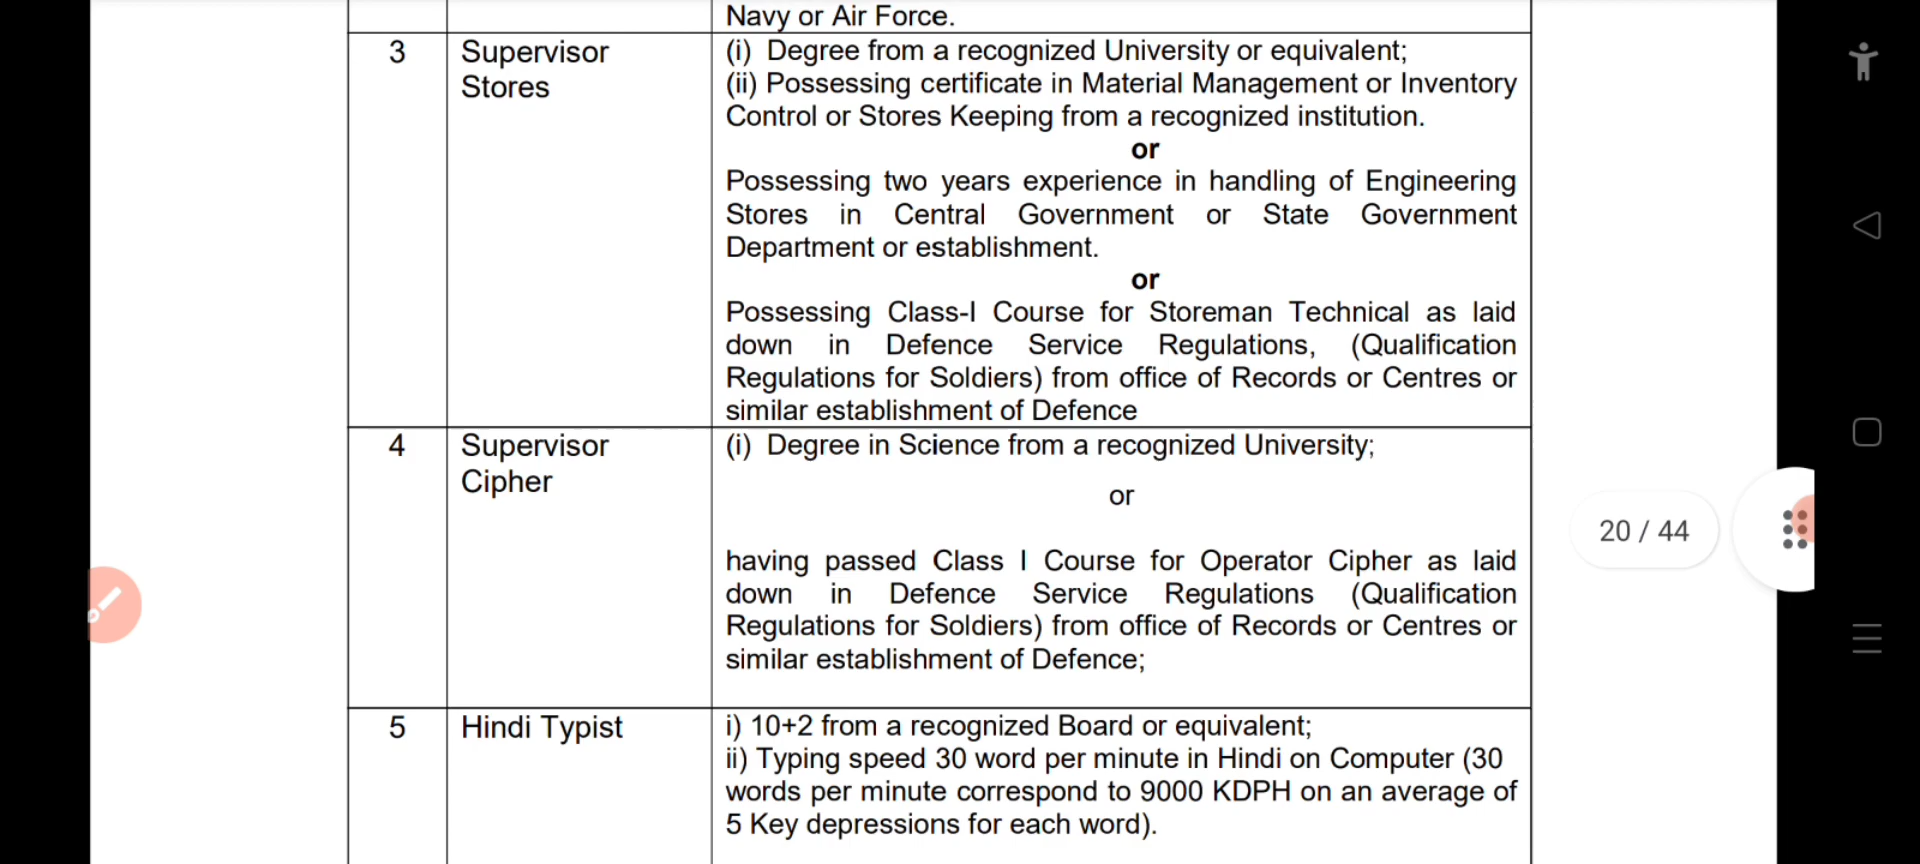 Navy or Air Force.
3
Supervisor
Stores
(i) Degree from a recognized University or equivalent;
(ii) Possessing certificate in Material Management or Inventory
Control or Stores Keeping from a recognized institution.
or
Possessing two years experience in handling of Engineering
Stores in Central Government or State Government
Department or establishment.
or
Possessing Class-I Course for Storeman Technical as laid
down in Defence Service Regulations, (Qualification
Regulations for Soldiers) from office of Records or Centres or
similar establishment of Defence
4
Supervisor
Cipher
(i) Degree in Science from a recognized University;
or
having passed Class I Course for Operator Cipher as laid
down in Defence Service Regulations (Qualification
Regulations for Soldiers) from office of Records or Centres or
similar establishment of Defence;
20 / 44
5
Hindi Typist
i) 10+2 from a recognized Board or equivalent;
ii) Typing speed 30 word per minute in Hindi on Computer (30
words per minute correspond to 9000 KDPH on an average of
5 Key depressions for each word).